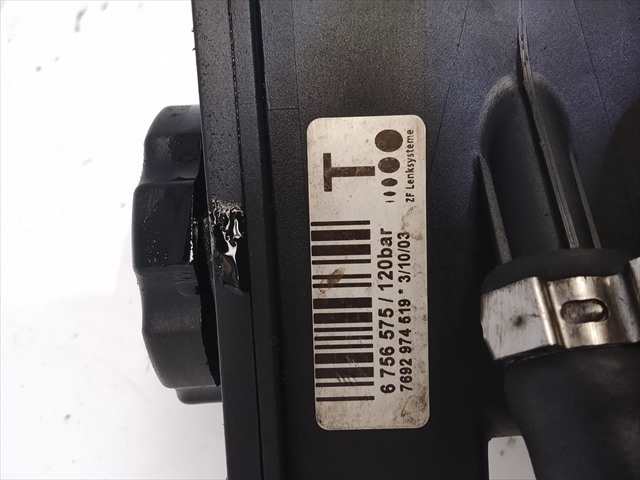 T
ZF Lenksysteme
6 756 575 / 120bar
7692 974 519 * 3/10/03